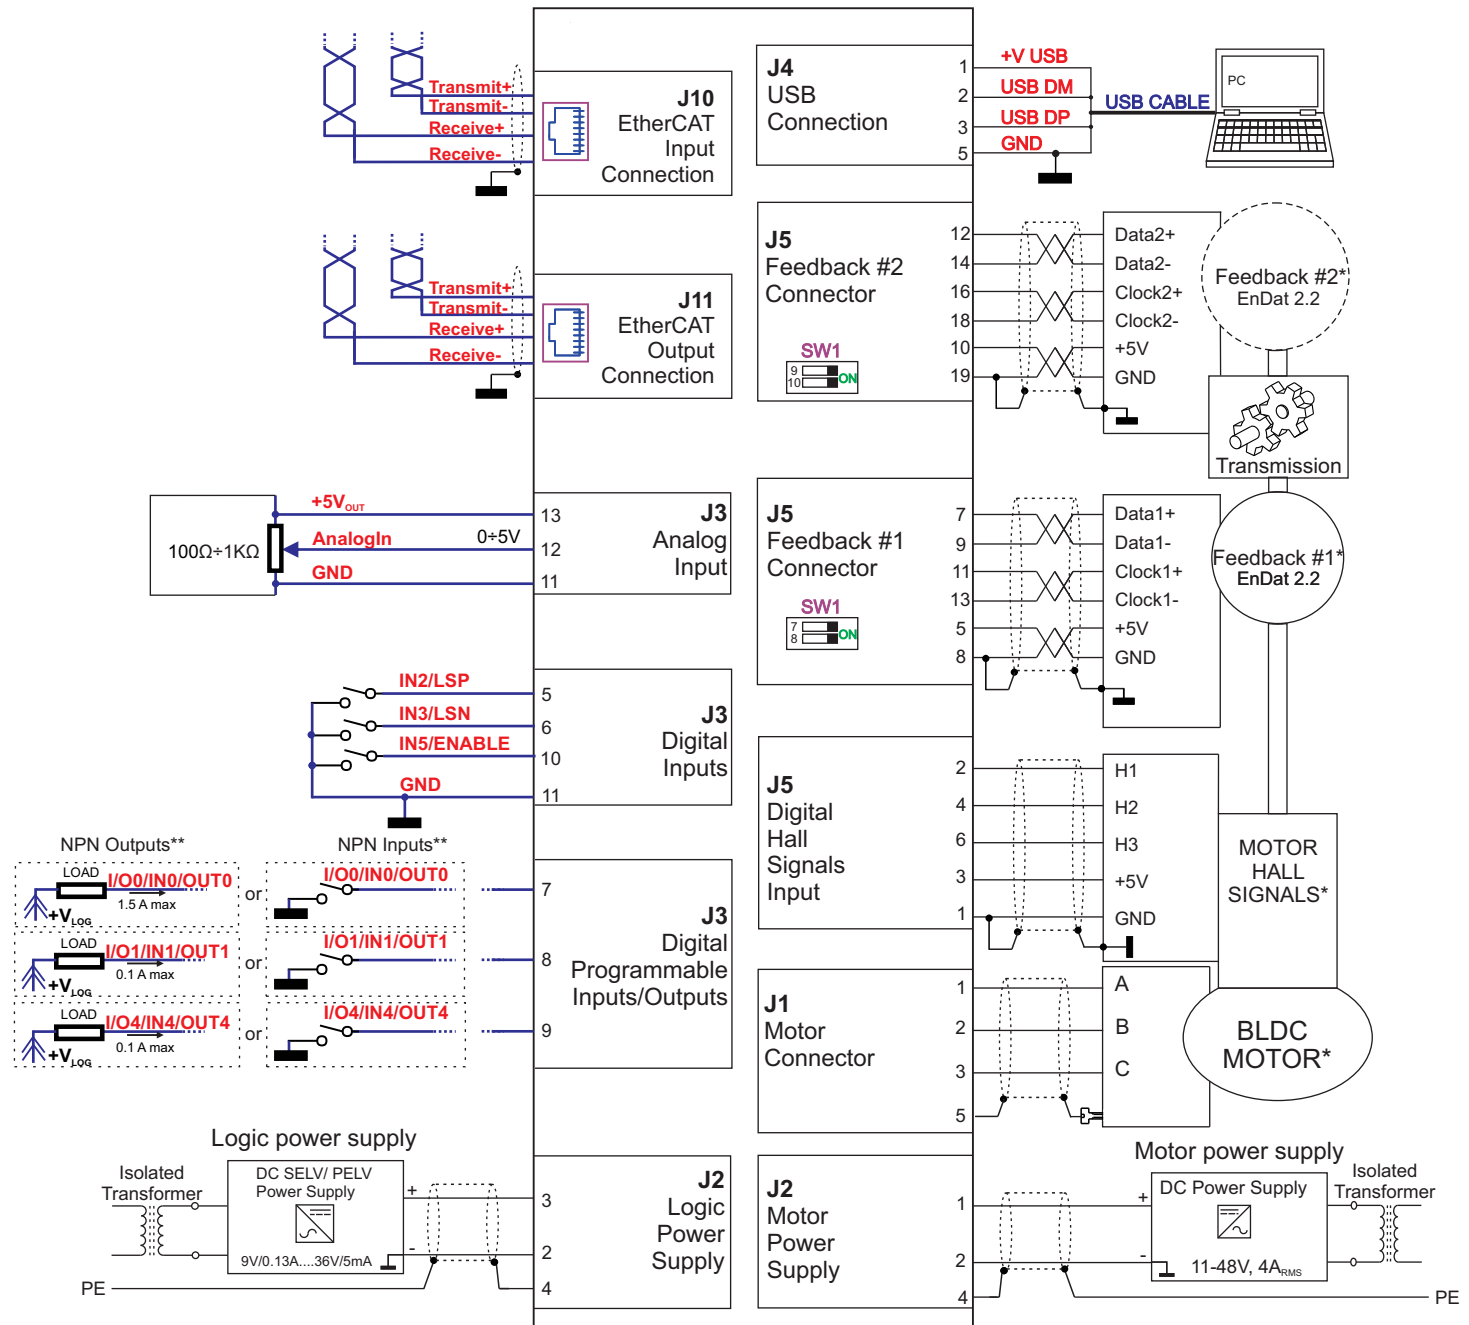 Transmit+
Transmit-
Receive+
Receive-
J10
EtherCAT
Input
Connection
Transmit+
Transmit-
Receive+
Receive-
J11
EtherCAT
Output
Connection
100Ω÷1KΩ
+5VOUT
AnalogIn
0÷5V
GND
13
12
11
J3
Analog
Input
IN2/LSP
IN3/LSN
IN5/ENABLE
GND
5
6
10
11
J3
Digital
Inputs
NPN Outputs**
NPN Inputs**
LOAD
I/O0/IN0/OUT0
1.5 A max
+VLOG
or
I/O0/IN0/OUT0
7
LOAD
I/O1/IN1/OUT1
0.1 A max
+VLOG
or
I/O1/IN1/OUT1
8
LOAD
I/O4/IN4/OUT4
0.1 A max
+VLOG
or
I/O4/IN4/OUT4
9
J3
Digital
Programmable
Inputs/Outputs
Logic power supply
Isolated
Transformer
DC SELV/ PELV
Power Supply
9V/0.13A....36V/5mA
+
-
PE
3
2
4
J2
Logic
Power
Supply
J4
USB
Connection
1
2
3
5
+V USB
USB DM
USB DP
GND
USB CABLE
PC
J5
Feedback #2
Connector
SW1
9
10
ON
12
14
16
18
10
19
Data2+
Data2-
Clock2+
Clock2-
+5V
GND
Feedback #2*
EnDat 2.2
Transmission
J5
Feedback #1
Connector
SW1
7
8
ON
7
9
11
13
5
8
Data1+
Data1-
Clock1+
Clock1-
+5V
GND
Feedback #1*
EnDat 2.2
J5
Digital
Hall
Signals
Input
2
4
6
3
1
H1
H2
H3
+5V
GND
MOTOR
HALL
SIGNALS*
J1
Motor
Connector
1
2
3
5
A
B
C
BLDC
MOTOR*
J2
Motor
Power
Supply
1
2
4
Motor power supply
+
-
DC Power Supply
11-48V, 4ARMS
Isolated
Transformer
PE